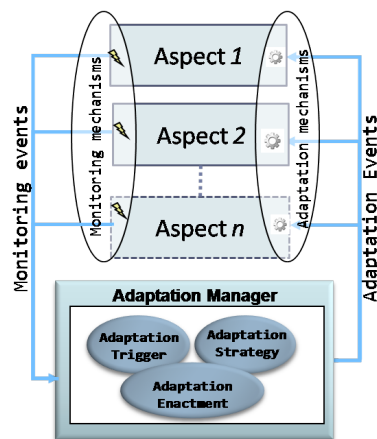 Aspect 1
Aspect 2
Aspect n
Monitoring mechanisms
Adaptation mechanisms
Monitoring events
Adaptation Events
Adaptation Manager
Adaptation
Trigger
Adaptation
Strategy
Adaptation
Enactment